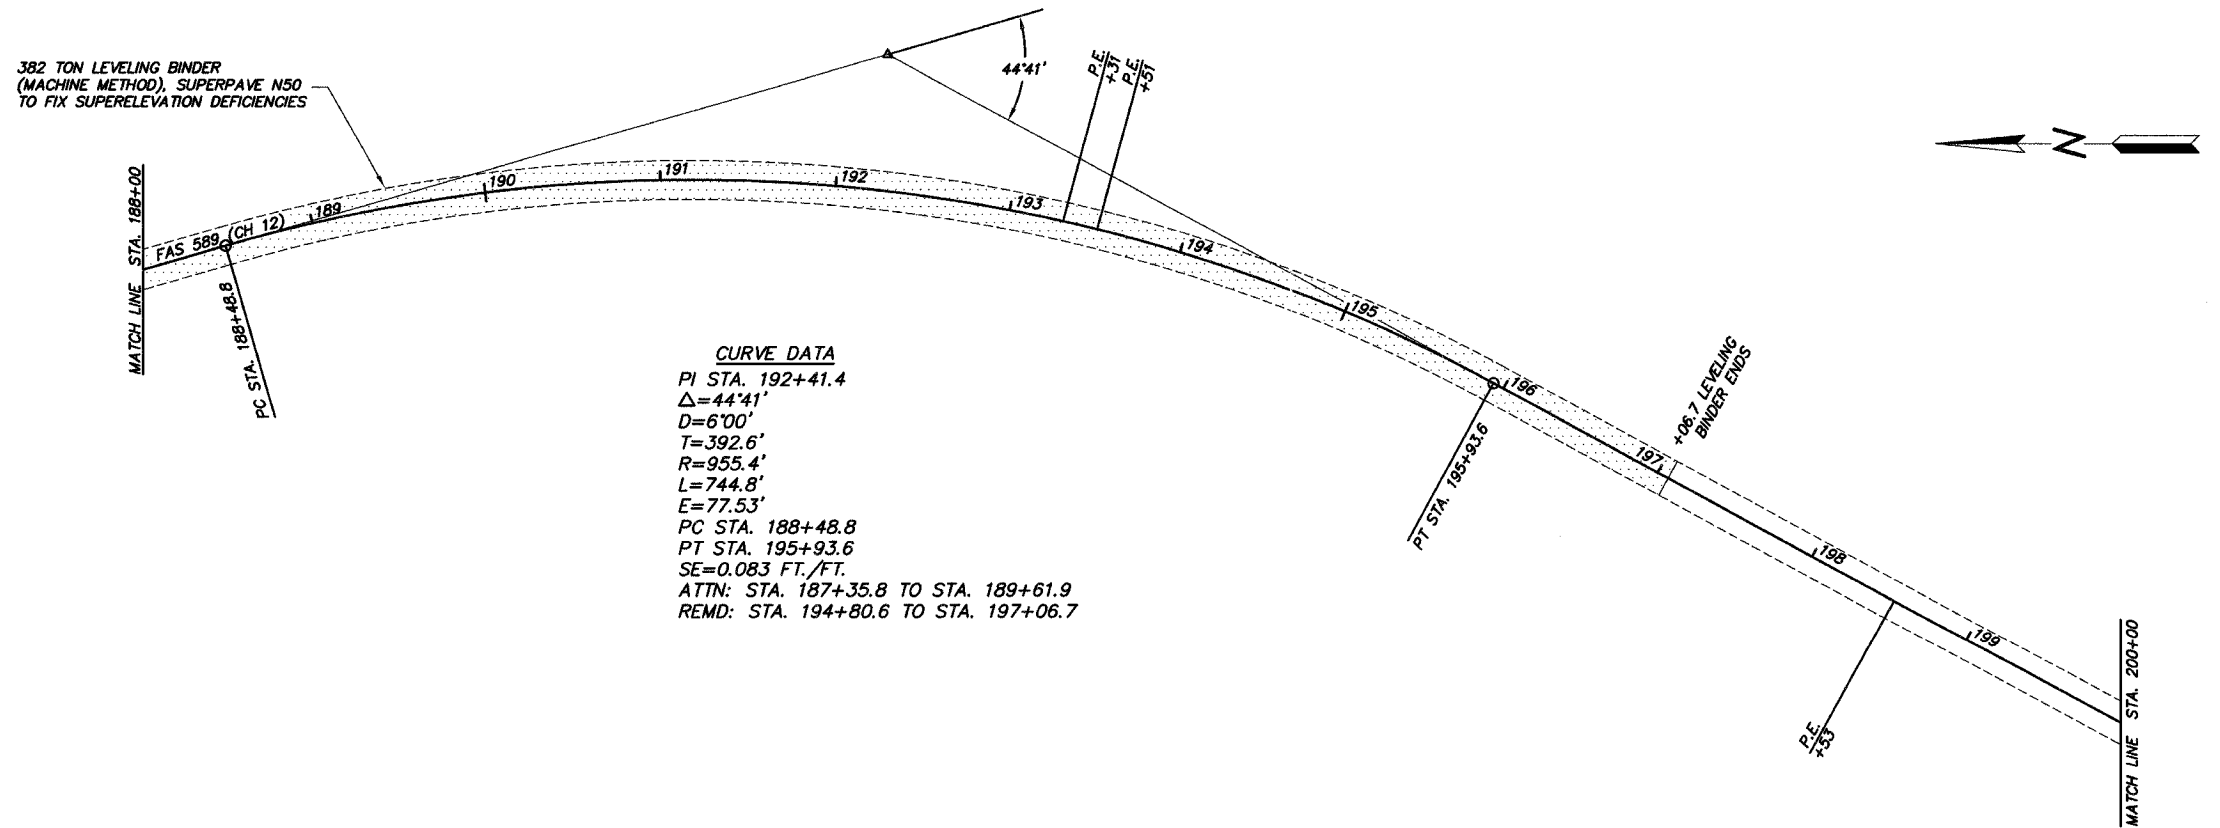 382 TON LEVELING BINDER
(MACHINE METHOD), SUPERPAVE N50
TO FIX SUPERELEVATION DEFICIENCIES
44°41'
P.E.
+31
P.E.
+51
N
MATCH LINE STA. 188+00
FAS 589 (CH 12)
189
190
191
192
193
194
195
196
197
198
199
PC STA. 188+48.8
PT STA. 195+93.6
+06.7 LEVELING
BINDER ENDS
P.E.
+53
MATCH LINE STA. 200+00
CURVE DATA
PI STA. 192+41.4
Δ=44°41'
D=6°00'
T=392.6'
R=955.4'
L=744.8'
E=77.53'
PC STA. 188+48.8
PT STA. 195+93.6
SE=0.083 FT./FT.
ATTN: STA. 187+35.8 TO STA. 189+61.9
REMD: STA. 194+80.6 TO STA. 197+06.7